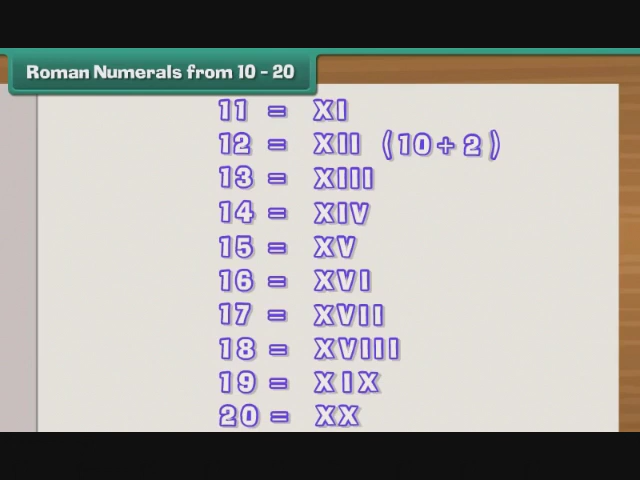 Roman Numerals from 10 - 20
11 = XI
12 = XII (10 + 2)
13 = XIII
14 = XIV
15 = XV
16 = XVI
17 = XVII
18 = XVIII
19 = XIX
20 = XX